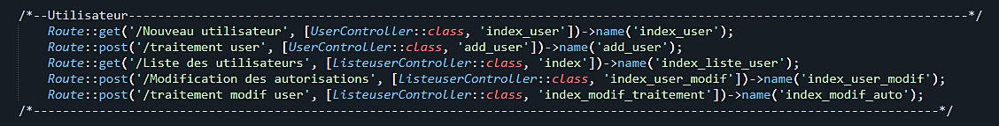 /*--Utilisateur--------------------------------------------------------------------------------------------------------------------*/
Route::get('/Nouveau utilisateur', [UserController::class, 'index_user'])->name('index_user');
Route::post('/traitement user', [UserController::class, 'add_user'])->name('add_user');
Route::get('/Liste des utilisateurs', [ListeuserController::class, 'index'])->name('index_liste_user');
Route::post('/Modification des autorisations', [ListeuserController::class, 'index_user_modif'])->name('index_user_modif');
Route::post('/traitement modif user', [ListeuserController::class, 'index_modif_traitement'])->name('index_modif_auto');
/*-----------------------------------------------------------------------------------------------------------------------------*/